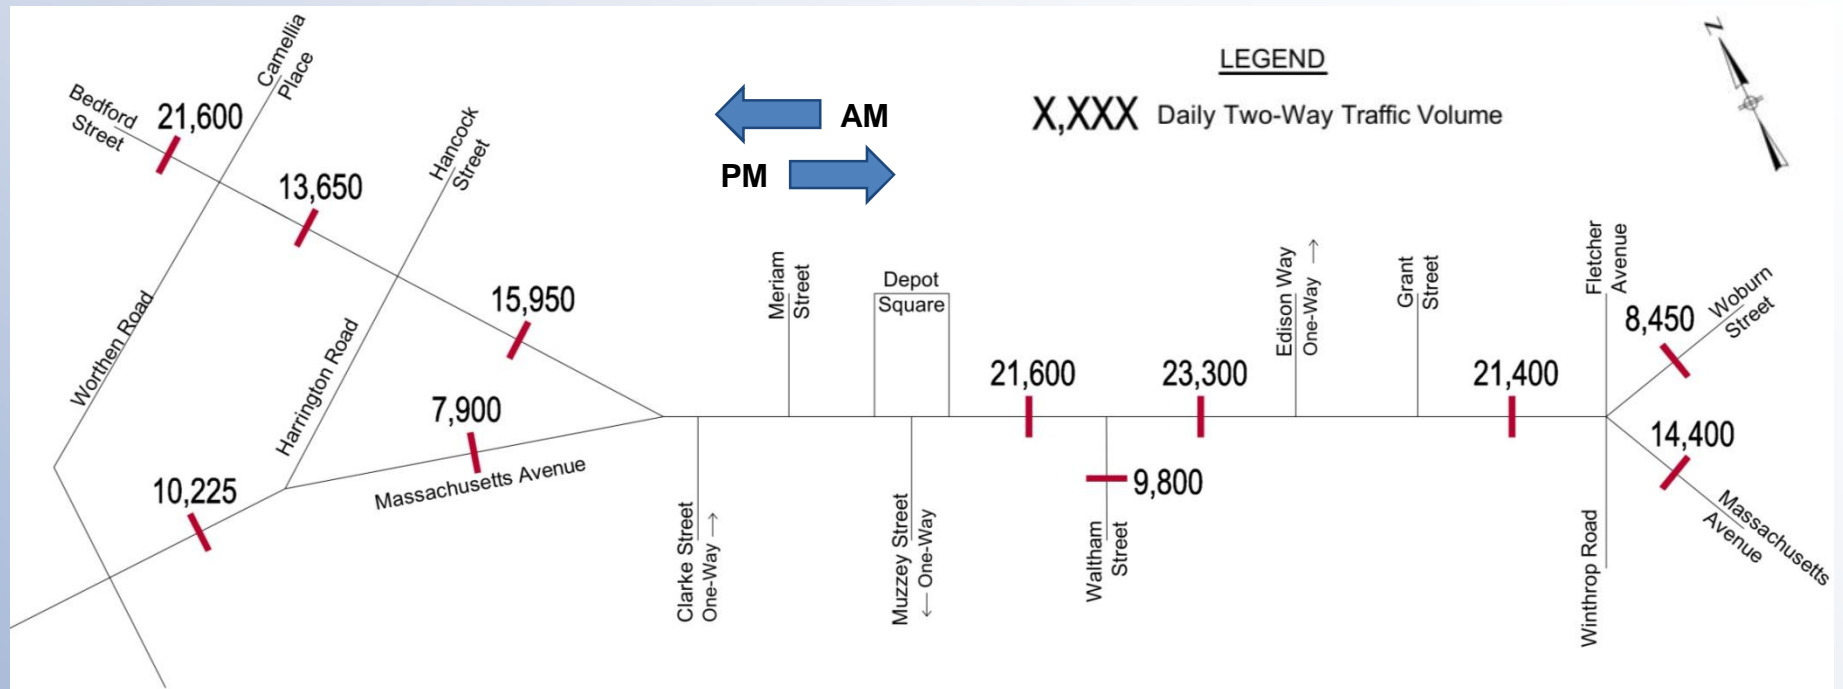 Camellia
Place
Bedford
Street
21,600
13,650
Hancock
Street
AM
PM
LEGEND
X,XXX Daily Two-Way Traffic Volume
N
Worthen Road
15,950
Harrington Road
7,900
Massachusetts Avenue
10,225
Meriam
Street
Depot
Square
21,600
23,300
Edison Way
One-Way →
Grant
Street
21,400
Fletcher
Avenue
8,450
Woburn
Street
14,400
Massachusetts
Avenue
Clarke Street
One-Way →
Muzzey Street
← One-Way
9,800
Waltham
Street
Winthrop Road